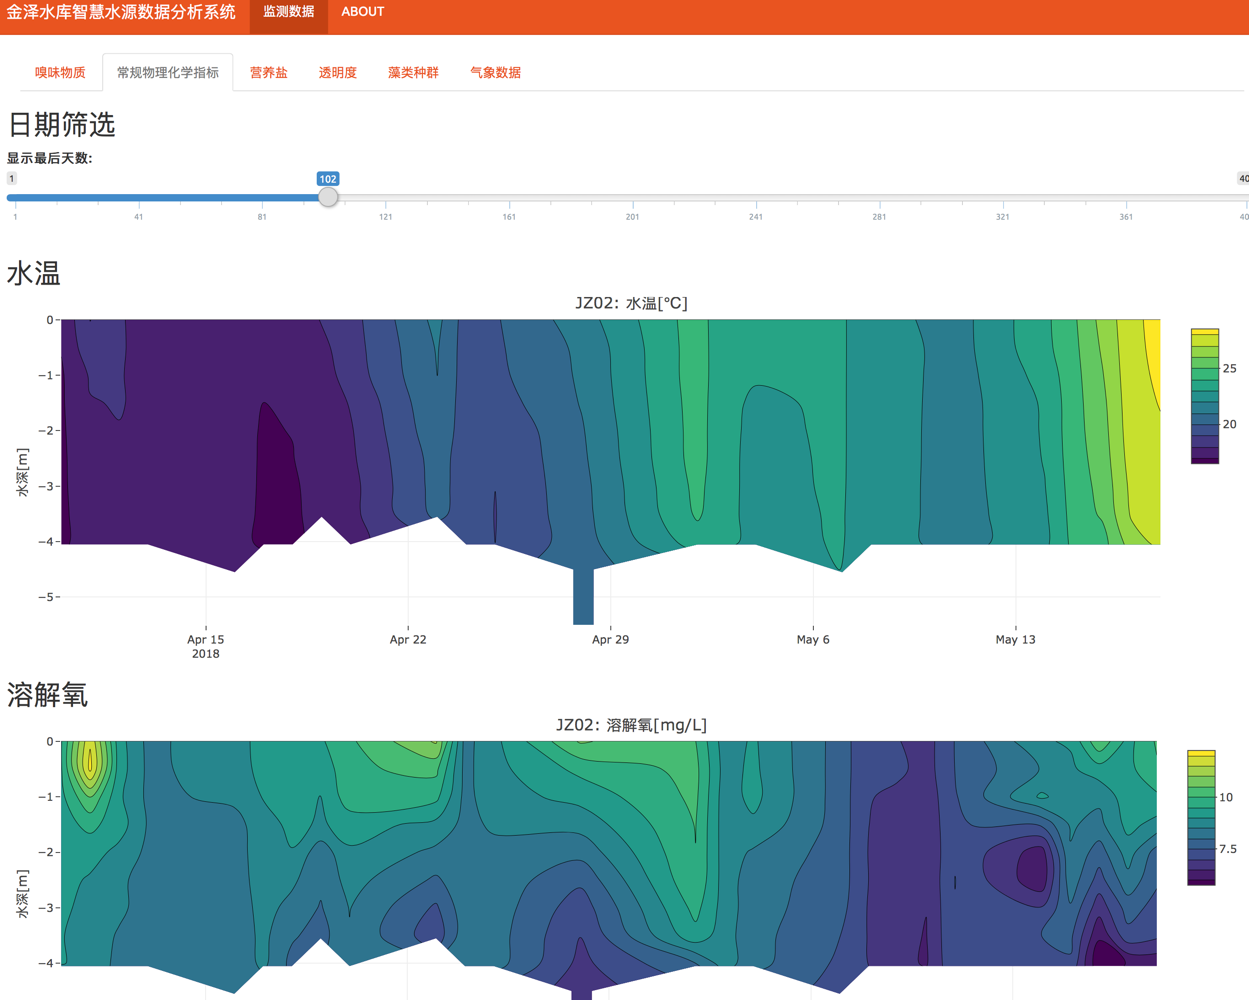 金泽水库智慧水源数据分析系统 监测数据 ABOUT
嗅味物质 常规物理化学指标 营养盐 透明度 藻类种群 气象数据
日期筛选
显示最后天数:
1 102 40
1 41 81 121 161 201 241 281 321 361 40
水温
JZ02: 水温[℃]
0
−1
−2
−3
−4
−5
水深[m]
25
20
Apr 15 Apr 22 Apr 29 May 6 May 13
2018
溶解氧
JZ02: 溶解氧[mg/L]
0
−1
−2
−3
−4
水深[m]
10
7.5